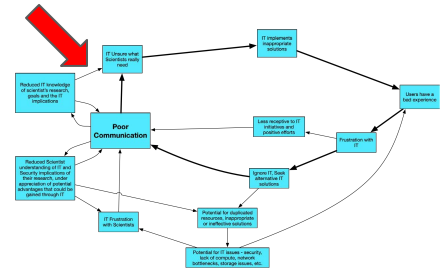 IT Unsure what
Scientists really
need
IT implements
inappropriate
solutions
Reduced IT knowledge
of scientist's research,
goals and the IT
implications
Users have a
bad experience
Poor
Communication
Less receptive to IT
initiatives and
positive efforts
Frustration with
IT
Reduced Scientist
understanding of IT and
Security implications of
their research, under
appreciation of potential
advantages that could be
gained through IT
Ignore IT, Seek
alternative IT
solutions
IT Frustration
with Scientists
Potential for duplicated
resources, inappropriate
or ineffective solutions
Potential for IT issues - security,
lack of compute, network
bottlenecks, storage issues, etc.